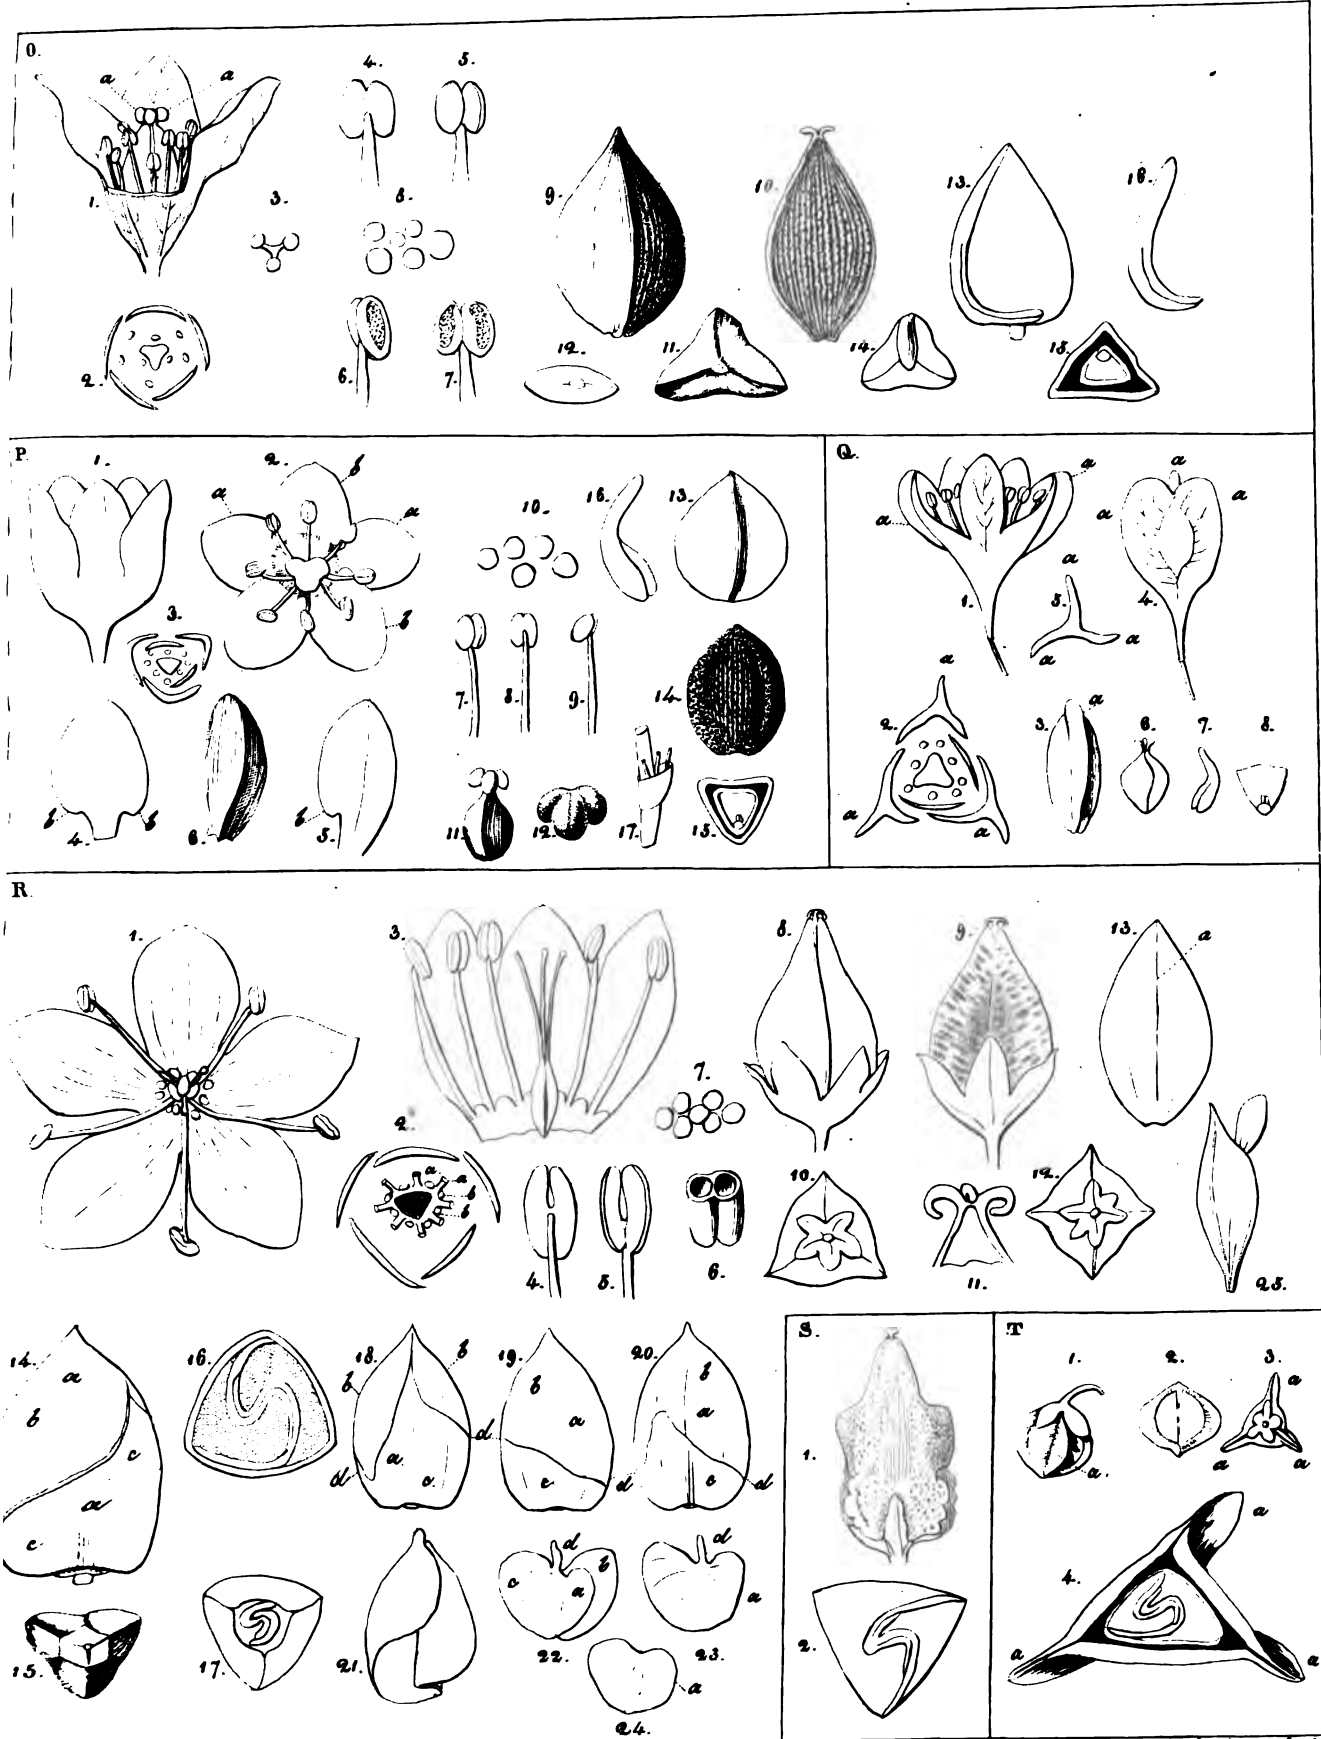 O.
a a 4. 5.
1. 3. 8. 9. 10. 13. 16.
2. 6. 7. 12. 11. 14. 15.
P.
1. 2. b
a a
10. 16. 13.
3. b
7. 8. 9. 14.
b b b
4. 6. 5. 11. 12. 17. 15.
Q.
a a a a
a
1. 5. 4.
a a
a
2. 3. a 6. 7. 8.
a a
R.
1. 3. 8. 9. 13. a
7.
2. a a b b
4. 5. 6. 10. 11. 12. 25.
14. a b c a c
16. 18. b b d a c d
19. b a c d
20. b a c d
15. 17. 21.
22. d c a b
23. d a
24. a
S.
1.
2.
T
1. 2. 3. a
a. a a a
4. a
a a